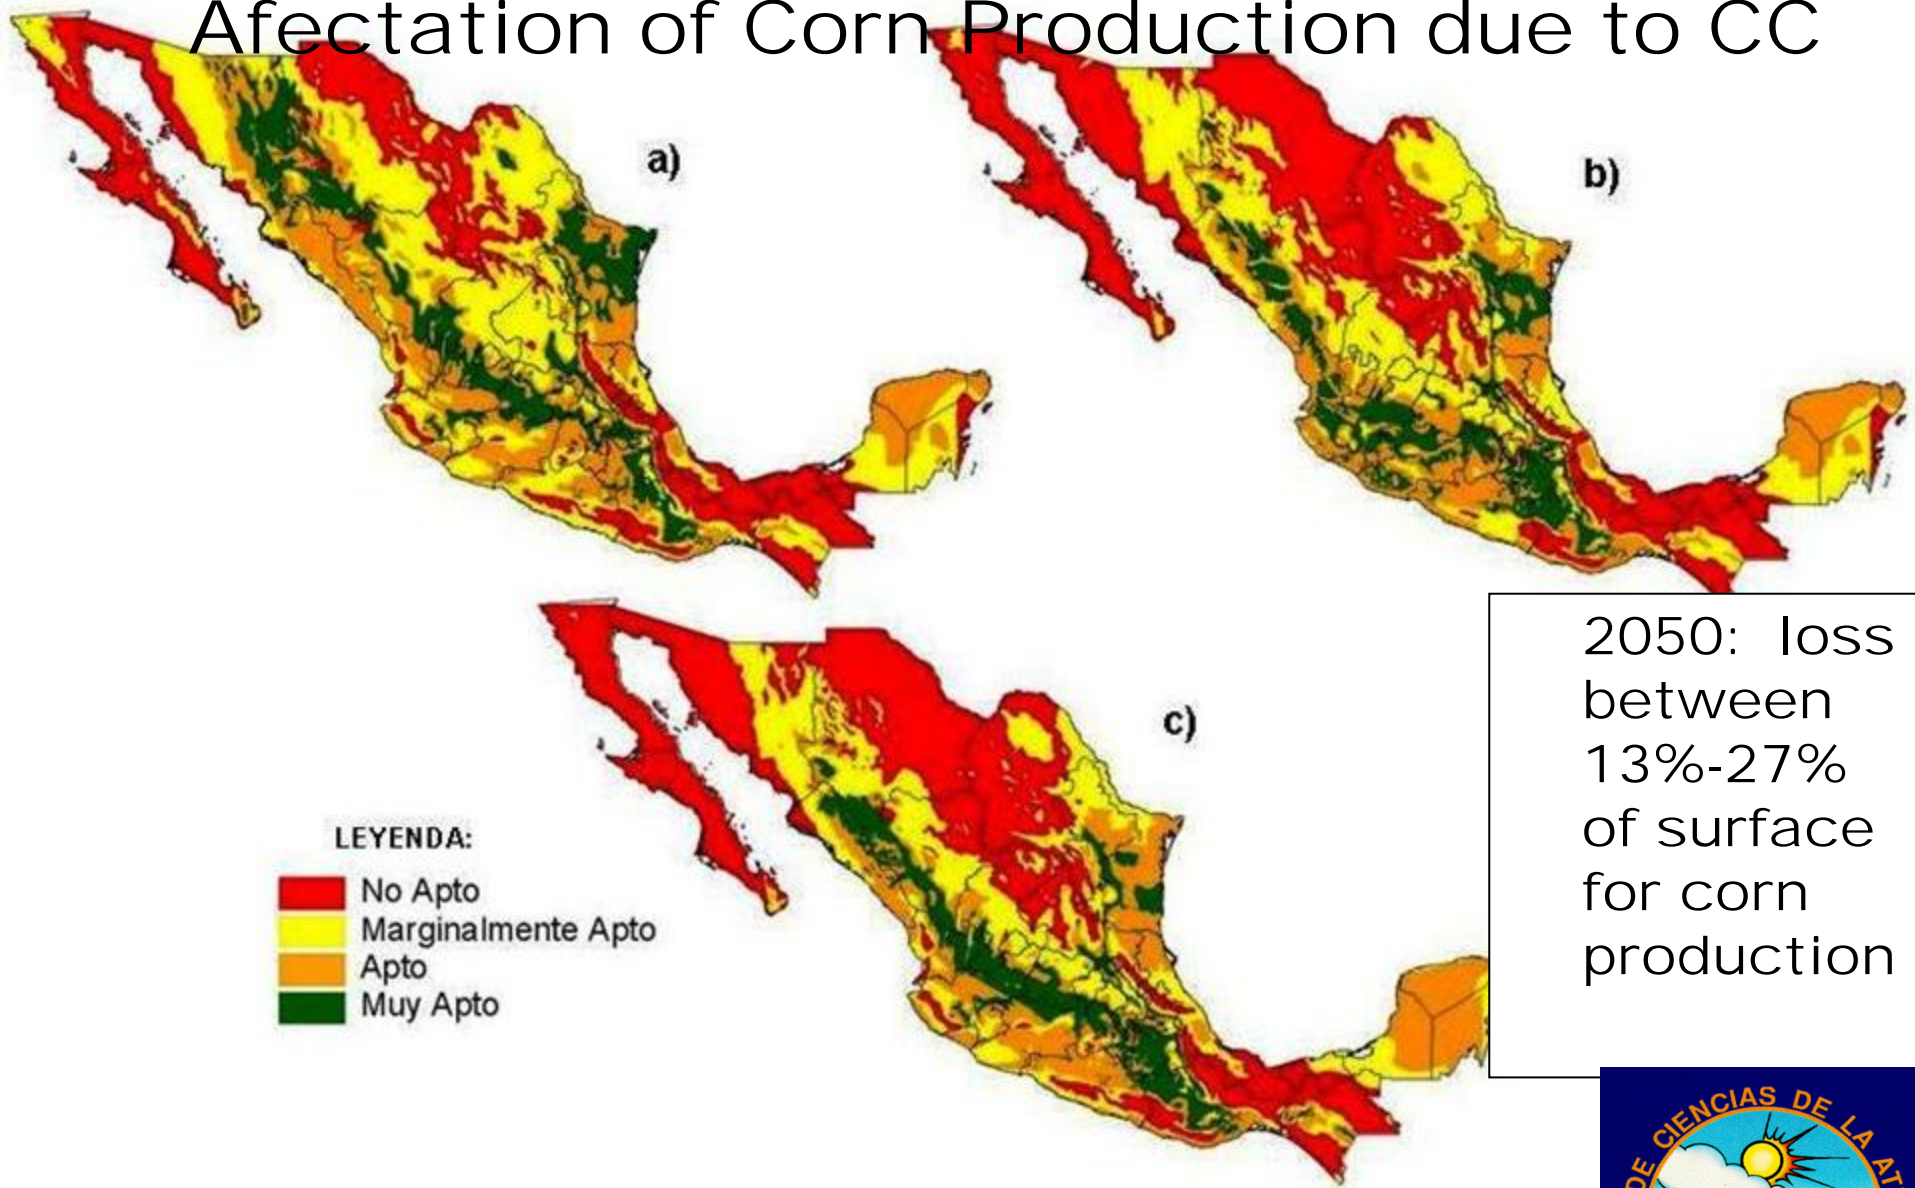 Afectation of Corn Production due to CC
a)
b)
c)
LEYENDA:
No Apto
Marginalmente Apto
Apto
Muy Apto
2050: loss
between
13%-27%
of surface
for corn
production
DE CIENCIAS DE LA AT